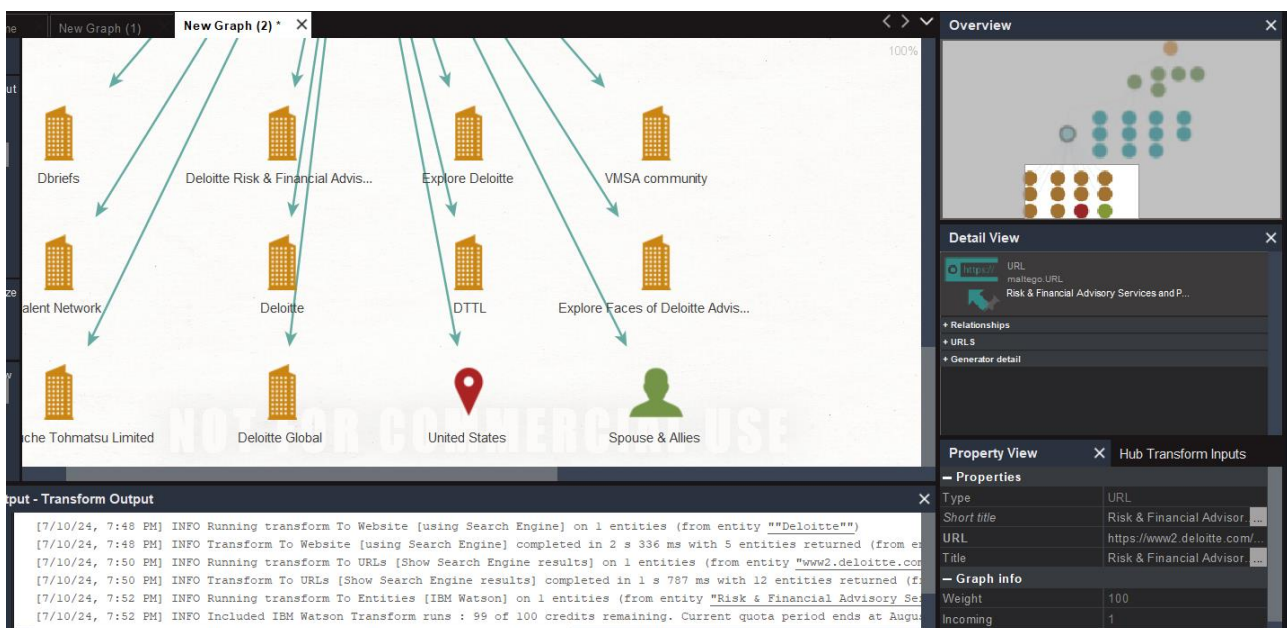 New Graph (1)
New Graph (2) *
100%
Dbriefs
Deloitte Risk & Financial Advis...
Explore Deloitte
VMSA community
alent Network
Deloitte
DTTL
Explore Faces of Deloitte Advis...
che Tohmatsu Limited
Deloitte Global
United States
Spouse & Allies
NOT FOR COMMERCIAL USE
tput - Transform Output
[7/10/24, 7:48 PM] INFO Running transform To Website [using Search Engine] on 1 entities (from entity ""Deloitte"")
[7/10/24, 7:48 PM] INFO Transform To Website [using Search Engine] completed in 2 s 336 ms with 5 entities returned (from en
[7/10/24, 7:50 PM] INFO Running transform To URLs [Show Search Engine results] on 1 entities (from entity "www2.deloitte.com
[7/10/24, 7:50 PM] INFO Transform To URLs [Show Search Engine results] completed in 1 s 787 ms with 12 entities returned (f
[7/10/24, 7:52 PM] INFO Running transform To Entities [IBM Watson] on 1 entities (from entity "Risk & Financial Advisory Se
[7/10/24, 7:52 PM] INFO Included IBM Watson Transform runs : 99 of 100 credits remaining. Current quota period ends at Augu
Overview
Detail View
https://
URL
maltego.URL
Risk & Financial Advisory Services and P...
+ Relationships
+ URLS
+ Generator detail
Property View
Hub Transform Inputs
Properties
Type URL
Short title Risk & Financial Advisor. ...
URL https://www2.deloitte.com/...
Title Risk & Financial Advisor. ...
Graph info
Weight 100
Incoming 1